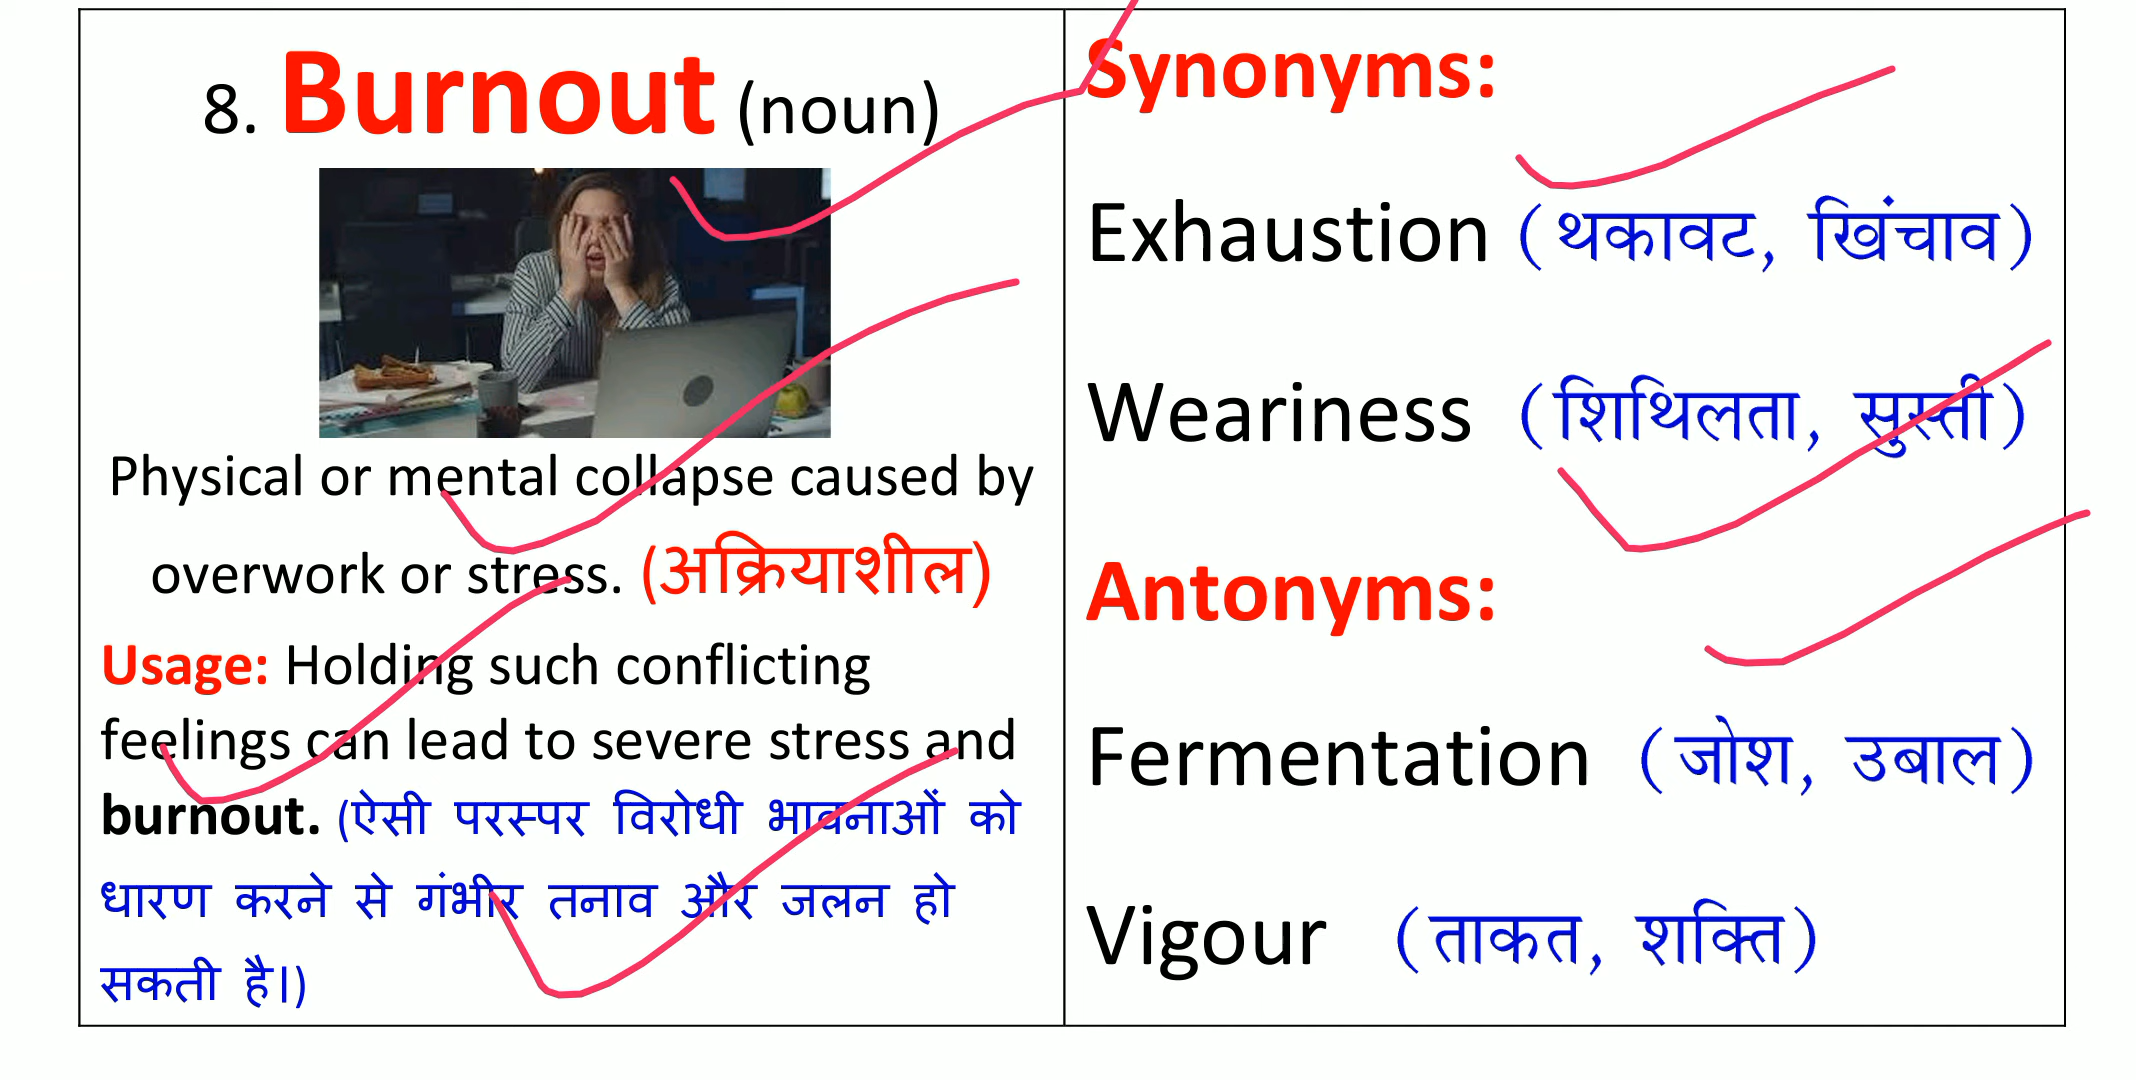 8. Burnout (noun)
Physical or mental collapse caused by
overwork or stress. (अक्रियाशील)
Usage: Holding such conflicting
feelings can lead to severe stress and
burnout. (ऐसी परस्पर विरोधी भावनाओं को
धारण करने से गंभीर तनाव और जलन हो
सकती है।)
Synonyms:
Exhaustion (थकावट, खिंचाव)
Weariness (शिथिलता, सुस्ती)
Antonyms:
Fermentation (जोश, उबाल)
Vigour (ताकत, शक्ति)